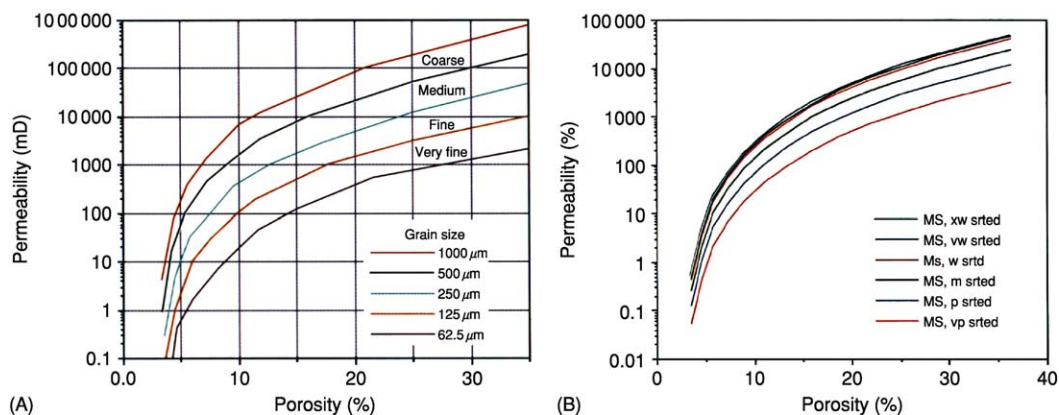 10 00 000
100 000
10 000
1000
100
10
1
0.1
Permeability (mD)
Coarse
Medium
Fine
Very fine
Grain size
1000 μm
500 μm
250 μm
125 μm
62.5 μm
0.0
10
20
30
Porosity (%)
(A)
100 000
10 000
1000
100
10
1
0.1
0.01
Permeability (%)
MS, xw srted
MS, vw srted
Ms, w srtd
MS, m srted
MS, p srted
MS, vp srted
0
10
20
30
40
Porosity (%)
(B)